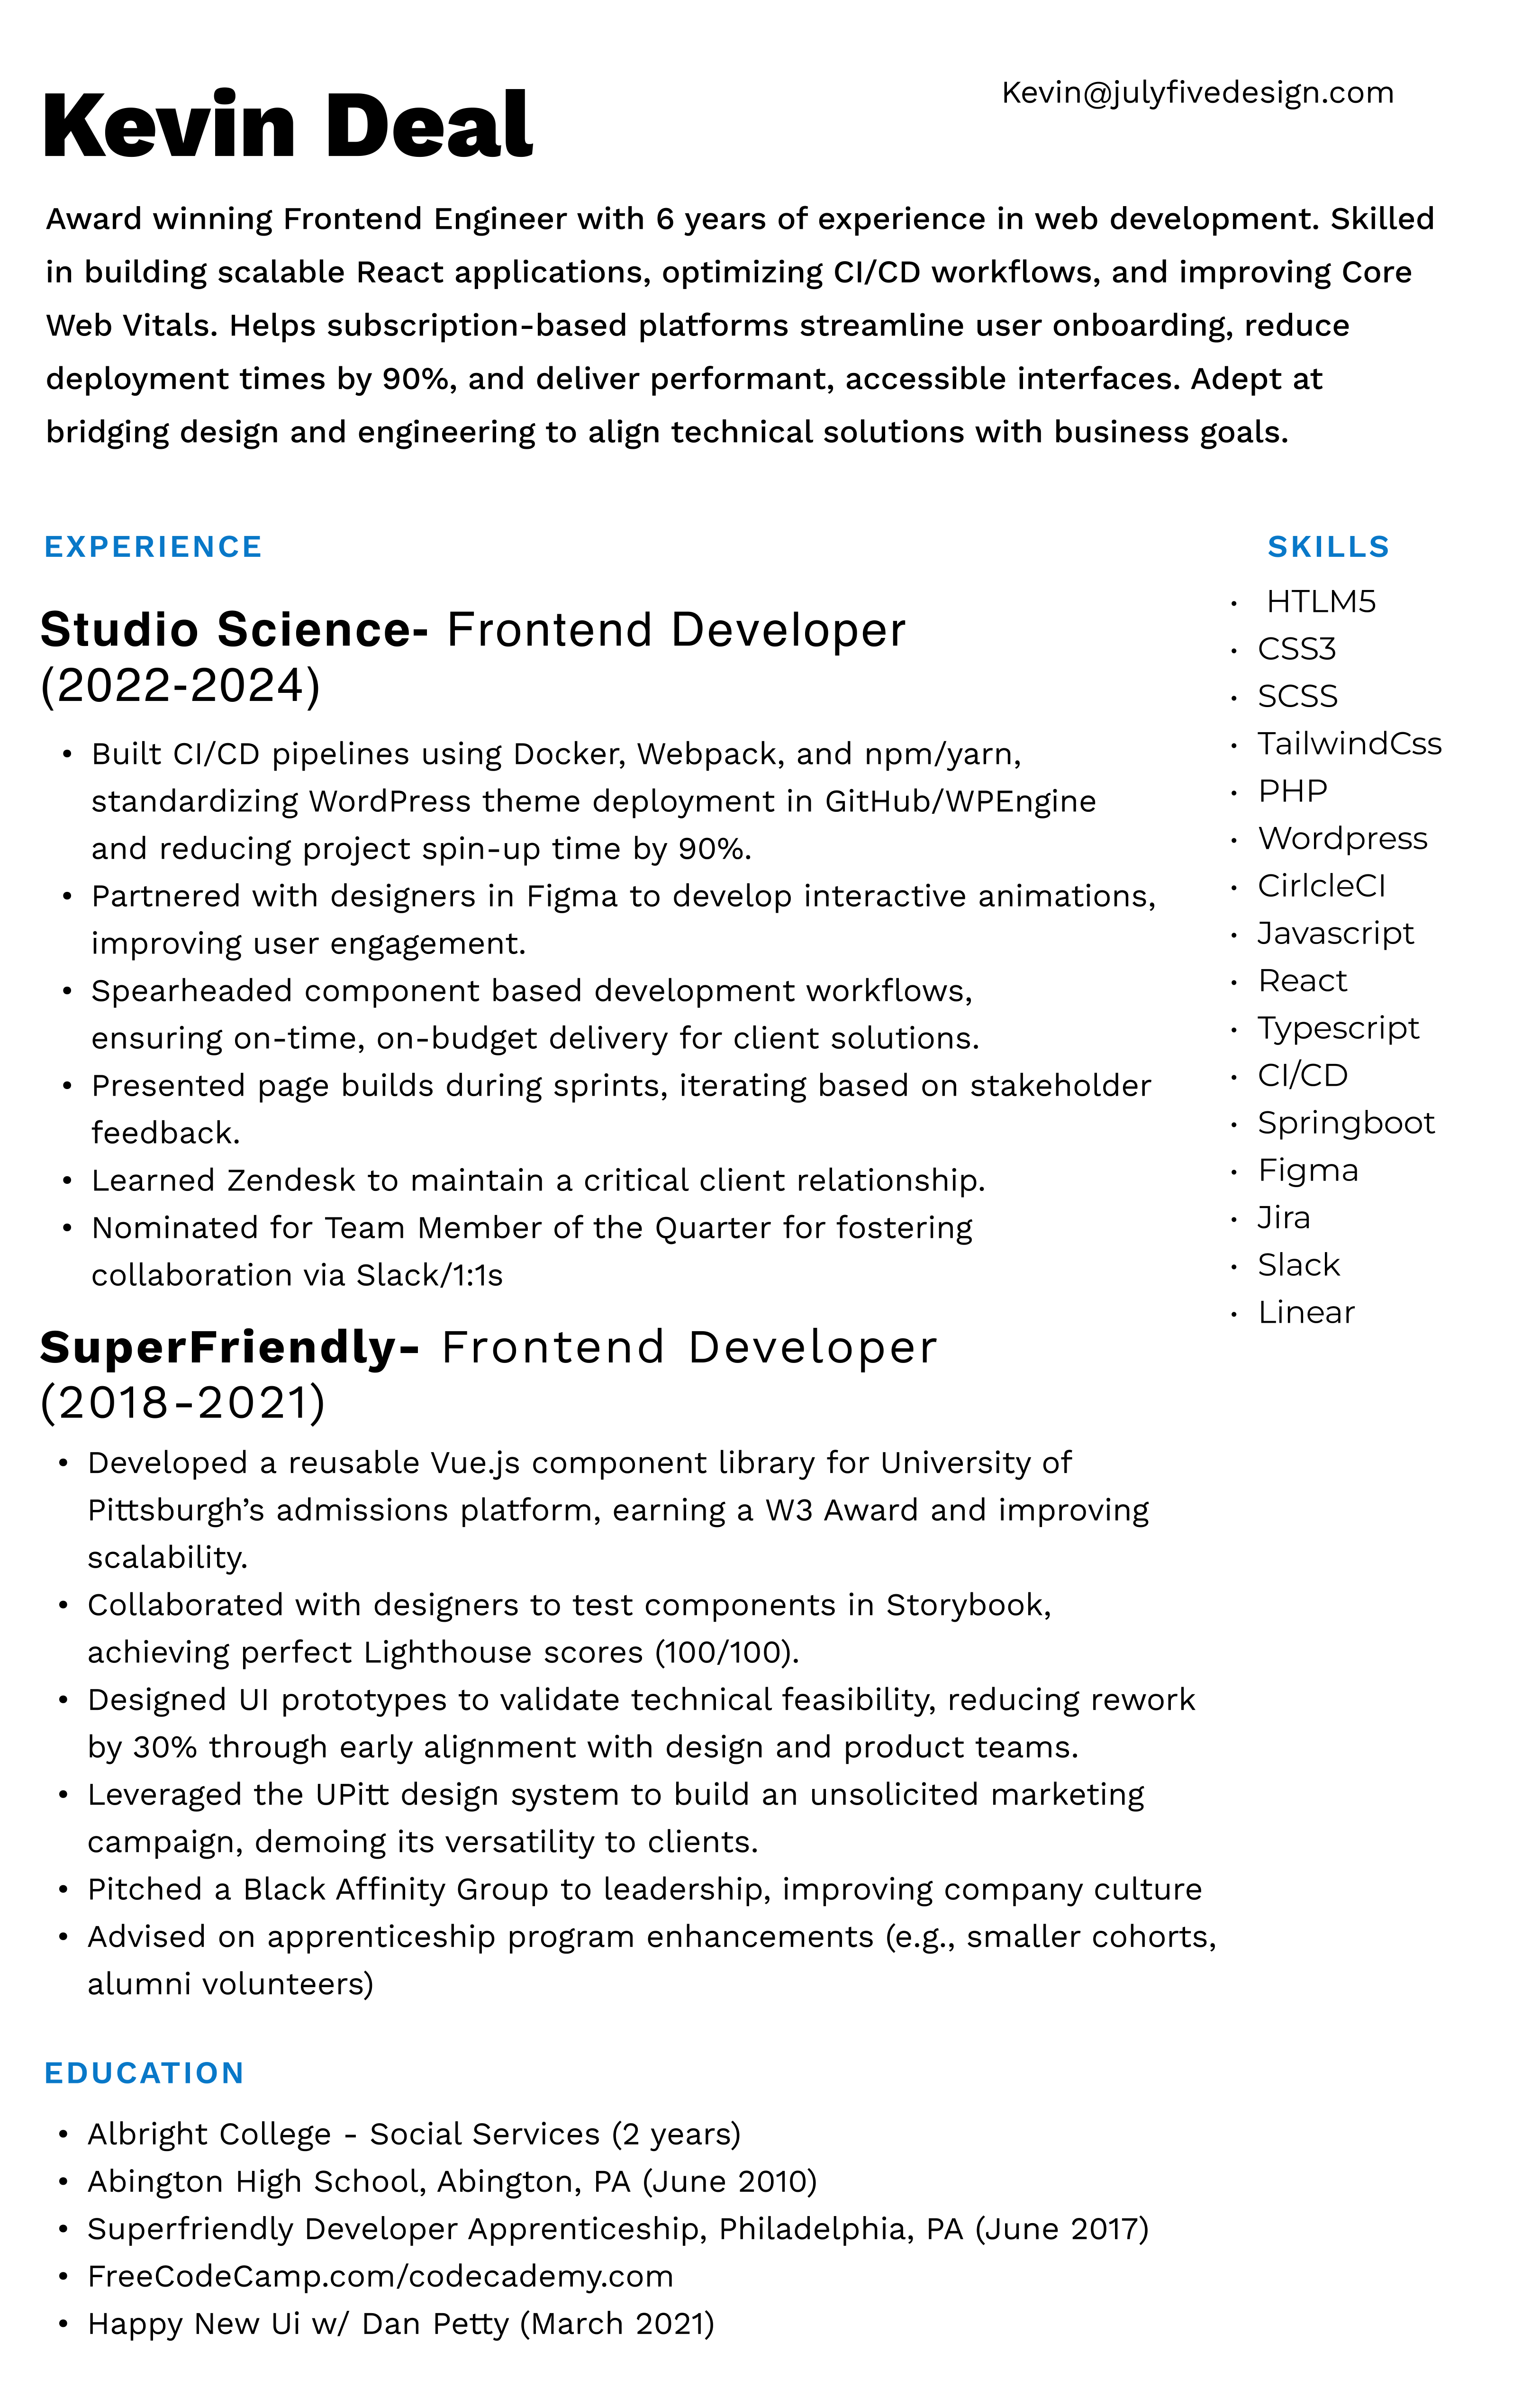 Kevin Deal
Kevin@julyfivedesign.com
Award winning Frontend Engineer with 6 years of experience in web development. Skilled
in building scalable React applications, optimizing CI/CD workflows, and improving Core
Web Vitals. Helps subscription-based platforms streamline user onboarding, reduce
deployment times by 90%, and deliver performant, accessible interfaces. Adept at
bridging design and engineering to align technical solutions with business goals.
EXPERIENCE
Studio Science- Frontend Developer
(2022-2024)
• Built CI/CD pipelines using Docker, Webpack, and npm/yarn,
standardizing WordPress theme deployment in GitHub/WPEngine
and reducing project spin-up time by 90%.
• Partnered with designers in Figma to develop interactive animations,
improving user engagement.
• Spearheaded component based development workflows,
ensuring on-time, on-budget delivery for client solutions.
• Presented page builds during sprints, iterating based on stakeholder
feedback.
• Learned Zendesk to maintain a critical client relationship.
• Nominated for Team Member of the Quarter for fostering
collaboration via Slack/1:1s
SuperFriendly- Frontend Developer
(2018-2021)
• Developed a reusable Vue.js component library for University of
Pittsburgh’s admissions platform, earning a W3 Award and improving
scalability.
• Collaborated with designers to test components in Storybook,
achieving perfect Lighthouse scores (100/100).
• Designed UI prototypes to validate technical feasibility, reducing rework
by 30% through early alignment with design and product teams.
• Leveraged the UPitt design system to build an unsolicited marketing
campaign, demoing its versatility to clients.
• Pitched a Black Affinity Group to leadership, improving company culture
• Advised on apprenticeship program enhancements (e.g., smaller cohorts,
alumni volunteers)
EDUCATION
• Albright College - Social Services (2 years)
• Abington High School, Abington, PA (June 2010)
• Superfriendly Developer Apprenticeship, Philadelphia, PA (June 2017)
• FreeCodeCamp.com/codecademy.com
• Happy New Ui w/ Dan Petty (March 2021)
SKILLS
• HTLM5
• CSS3
• SCSS
• TailwindCss
• PHP
• Wordpress
• CirlcleCI
• Javascript
• React
• Typescript
• CI/CD
• Springboot
• Figma
• Jira
• Slack
• Linear